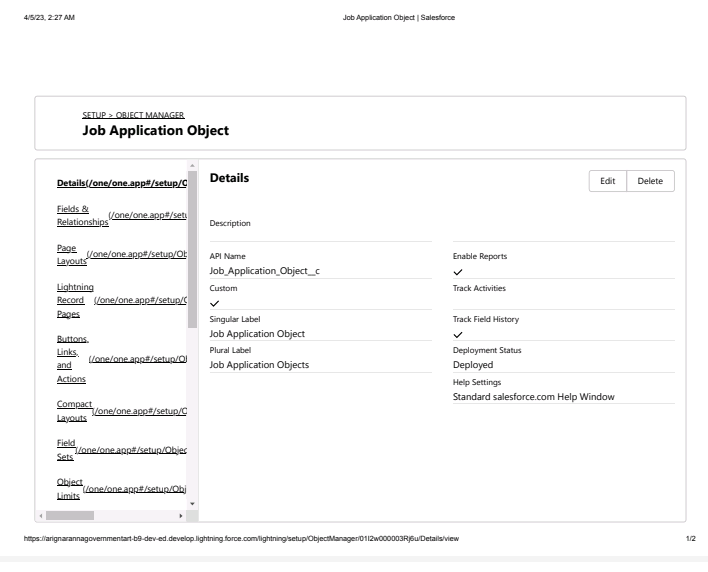 4/5/23, 2:27 AM
Job Application Object | Salesforce
SETUP > OBJECT MANAGER
Job Application Object
Details(/one/one.app#/setup/O
Fields &
Relationships
(/one/one.app#/setu
Page
Layouts
(/one/one.app#/setup/Ob
Lightning
Record
Pages
(/one/one.app#/setup/O
Buttons,
Links,
and
Actions
(/one/one.app#/setup/Ob
Compact
Layouts
(/one/one.app#/setup/O
Field
Sets
(/one/one.app#/setup/Objec
Object
Limits
(/one/one.app#/setup/Obj
Details
Edit
Delete
Description
API Name
Job_Application_Object__c
Custom
✓
Singular Label
Job Application Object
Plural Label
Job Application Objects
Enable Reports
✓
Track Activities
Track Field History
✓
Deployment Status
Deployed
Help Settings
Standard salesforce.com Help Window
https://arignarannagovernmentart-b9-dev-ed.develop.lightning.force.com/lightning/setup/ObjectManager/01I2w000003Rj6u/Details/view
1/2